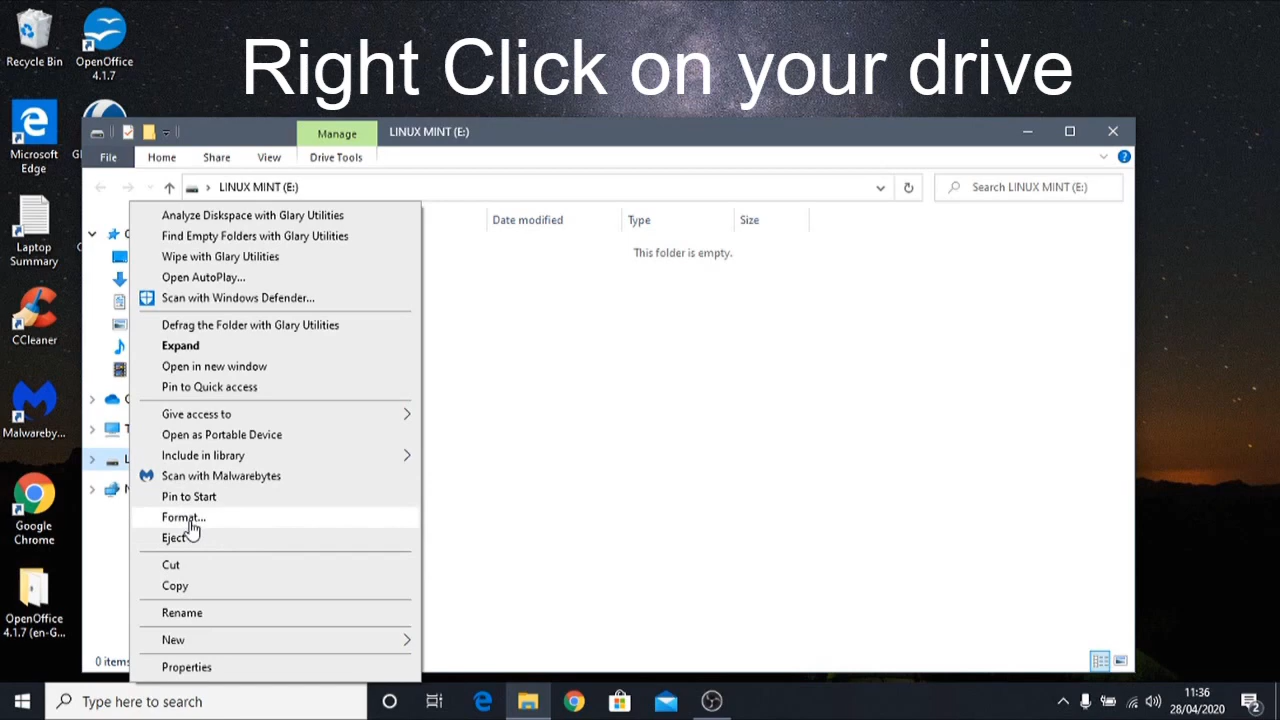 Right Click on your drive
Recycle Bin
OpenOffice
4.1.7
Microsoft
Edge
Laptop
Summary
CCleaner
Malwareby...
Google
Chrome
OpenOffice
4.1.7 (en-G...
Manage
LINUX MINT (E:)
File
Home
Share
View
Drive Tools
LINUX MINT (E:)
Search LINUX MINT (E:)
Date modified
Type
Size
This folder is empty.
Analyze Diskspace with Glary Utilities
Find Empty Folders with Glary Utilities
Wipe with Glary Utilities
Open AutoPlay...
Scan with Windows Defender...
Defrag the Folder with Glary Utilities
Expand
Open in new window
Pin to Quick access
Give access to
Open as Portable Device
Include in library
Scan with Malwarebytes
Pin to Start
Format...
Eject
Cut
Copy
Rename
New
Properties
0 items
Type here to search
11:36
28/04/2020
2